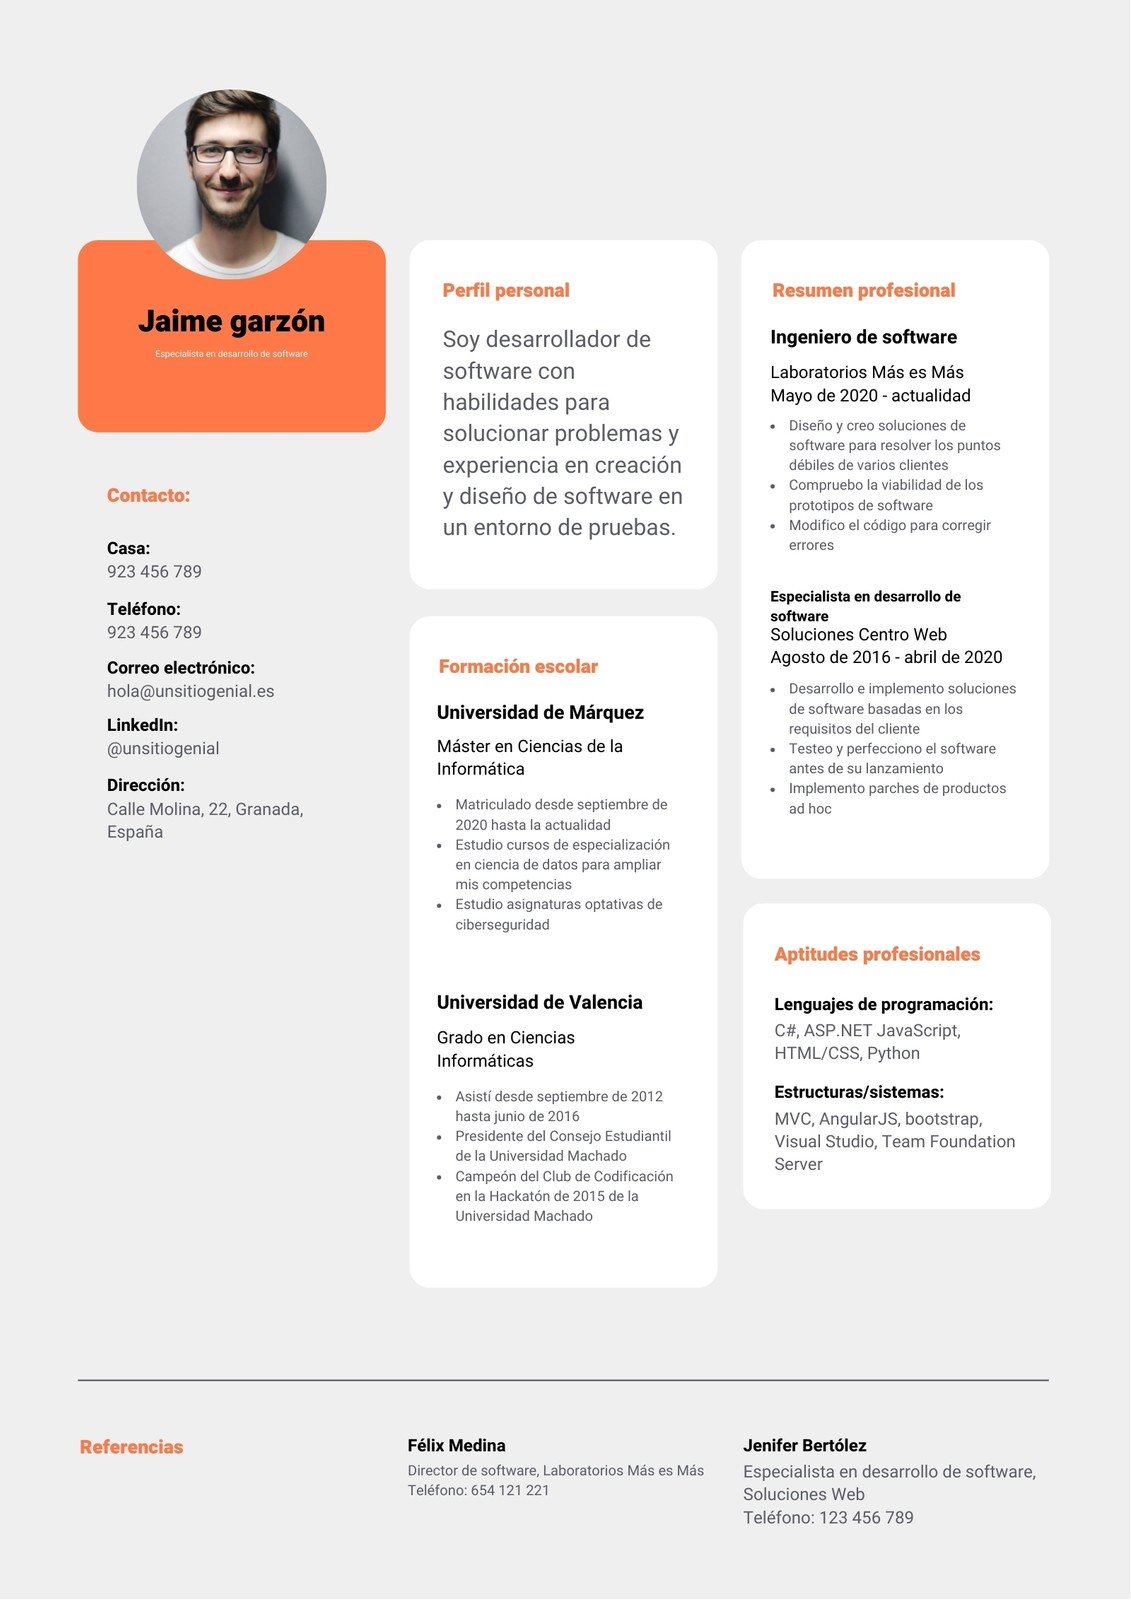 Jaime garzón
Especialista en desarrollo de software
Contacto:
Casa:
923 456 789
Teléfono:
923 456 789
Correo electrónico:
hola@unsitiogenial.es
LinkedIn:
@unsitiogenial
Dirección:
Calle Molina, 22, Granada,
España
Perfil personal
Soy desarrollador de
software con
habilidades para
solucionar problemas y
experiencia en creación
y diseño de software en
un entorno de pruebas.
Formación escolar
Universidad de Márquez
Máster en Ciencias de la
Informática
• Matriculado desde septiembre de
2020 hasta la actualidad
• Estudio cursos de especialización
en ciencia de datos para ampliar
mis competencias
• Estudio asignaturas optativas de
ciberseguridad
Universidad de Valencia
Grado en Ciencias
Informáticas
• Asistí desde septiembre de 2012
hasta junio de 2016
• Presidente del Consejo Estudiantil
de la Universidad Machado
• Campeón del Club de Codificación
en la Hackatón de 2015 de la
Universidad Machado
Resumen profesional
Ingeniero de software
Laboratorios Más es Más
Mayo de 2020 - actualidad
• Diseño y creo soluciones de
software para resolver los puntos
débiles de varios clientes
• Compruebo la viabilidad de los
prototipos de software
• Modifico el código para corregir
errores
Especialista en desarrollo de
software
Soluciones Centro Web
Agosto de 2016 - abril de 2020
• Desarrollo e implemento soluciones
de software basadas en los
requisitos del cliente
• Testeo y perfecciono el software
antes de su lanzamiento
• Implemento parches de productos
ad hoc
Aptitudes profesionales
Lenguajes de programación:
C#, ASP.NET JavaScript,
HTML/CSS, Python
Estructuras/sistemas:
MVC, AngularJS, bootstrap,
Visual Studio, Team Foundation
Server
Referencias
Félix Medina
Director de software, Laboratorios Más es Más
Teléfono: 654 121 221
Jenifer Bertólez
Especialista en desarrollo de software,
Soluciones Web
Teléfono: 123 456 789